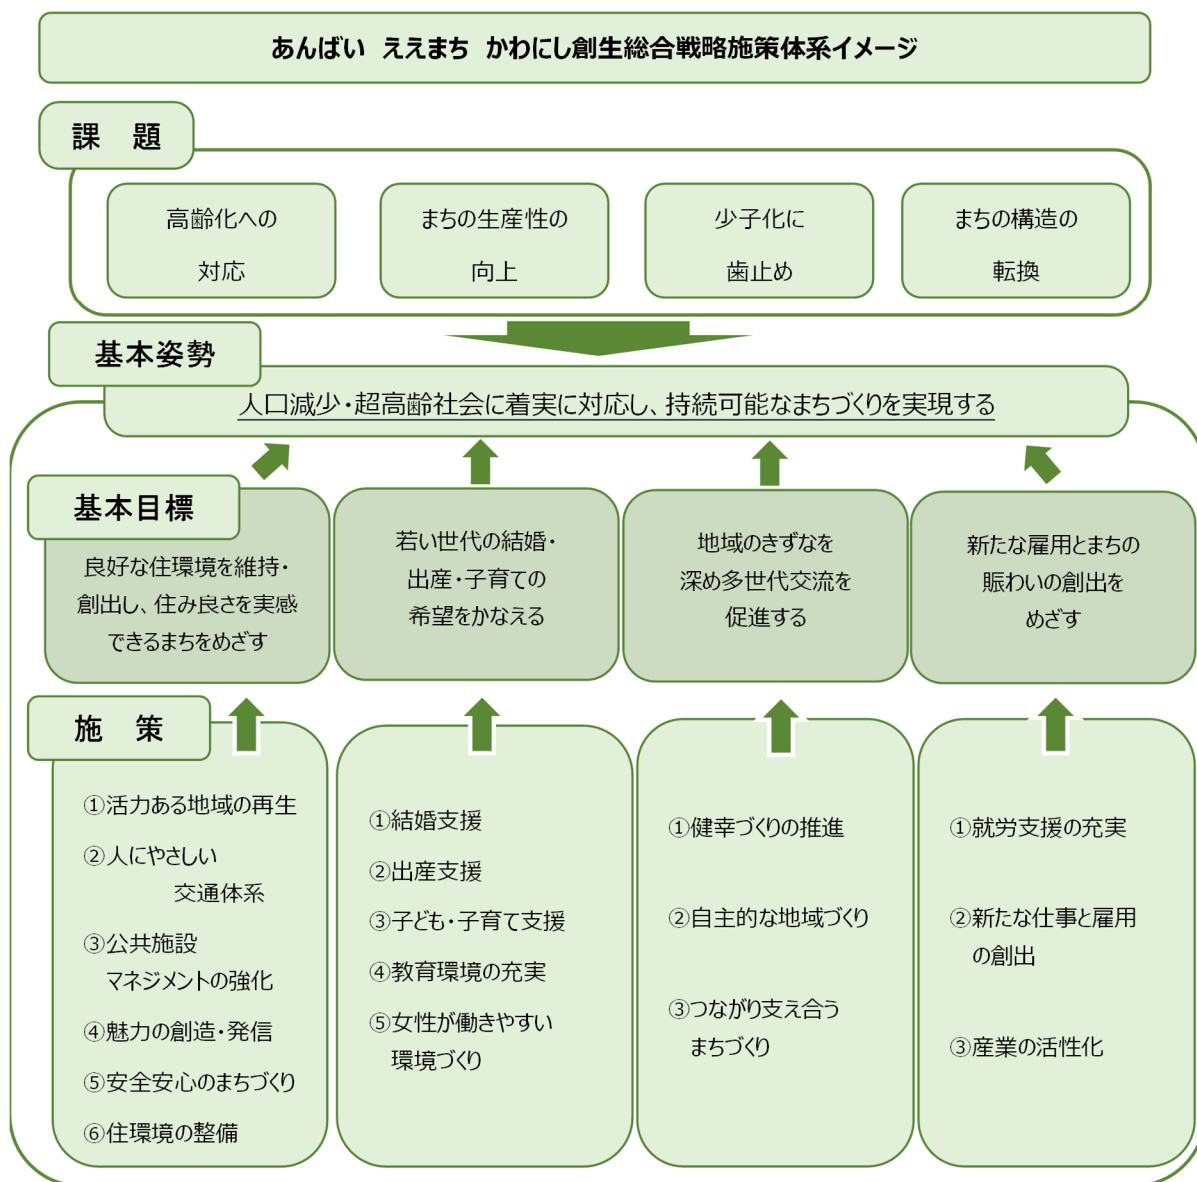 あんばい ええまち かわにし創生総合戦略施策体系イメージ
課 題
高齢化への
対応
まちの生産性の
向上
少子化に
歯止め
まちの構造の
転換
基本姿勢
人口減少・超高齢社会に着実に対応し、持続可能なまちづくりを実現する
基本目標
良好な住環境を維持・
創出し、住み良さを実感
できるまちをめざす
若い世代の結婚・
出産・子育ての
希望をかなえる
地域のきずなを
深め多世代交流を
促進する
新たな雇用とまちの
賑わいの創出を
めざす
施 策
①活力ある地域の再生
②人にやさしい
交通体系
③公共施設
マネジメントの強化
④魅力の創造・発信
⑤安全安心のまちづくり
⑥住環境の整備
①結婚支援
②出産支援
③子ども・子育て支援
④教育環境の充実
⑤女性が働きやすい
環境づくり
①健幸づくりの推進
②自主的な地域づくり
③つながり支え合う
まちづくり
①就労支援の充実
②新たな仕事と雇用
の創出
③産業の活性化